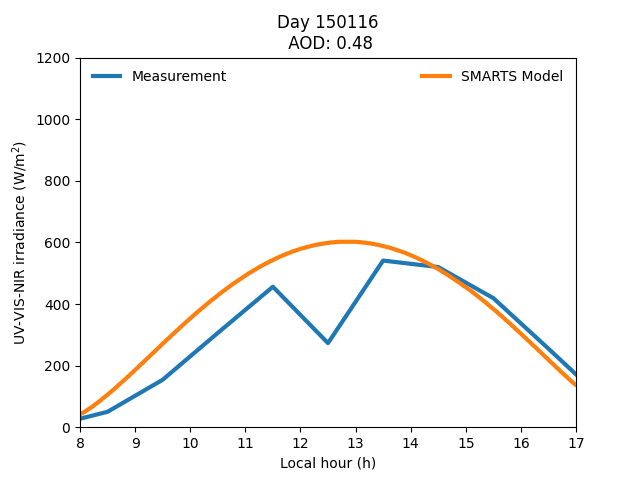 Day 150116
AOD: 0.48
Measurement
SMARTS Model
UV-VIS-NIR irradiance (W/m²)
1200
1000
800
600
400
200
0
8 9 10 11 12 13 14 15 16 17
Local hour (h)